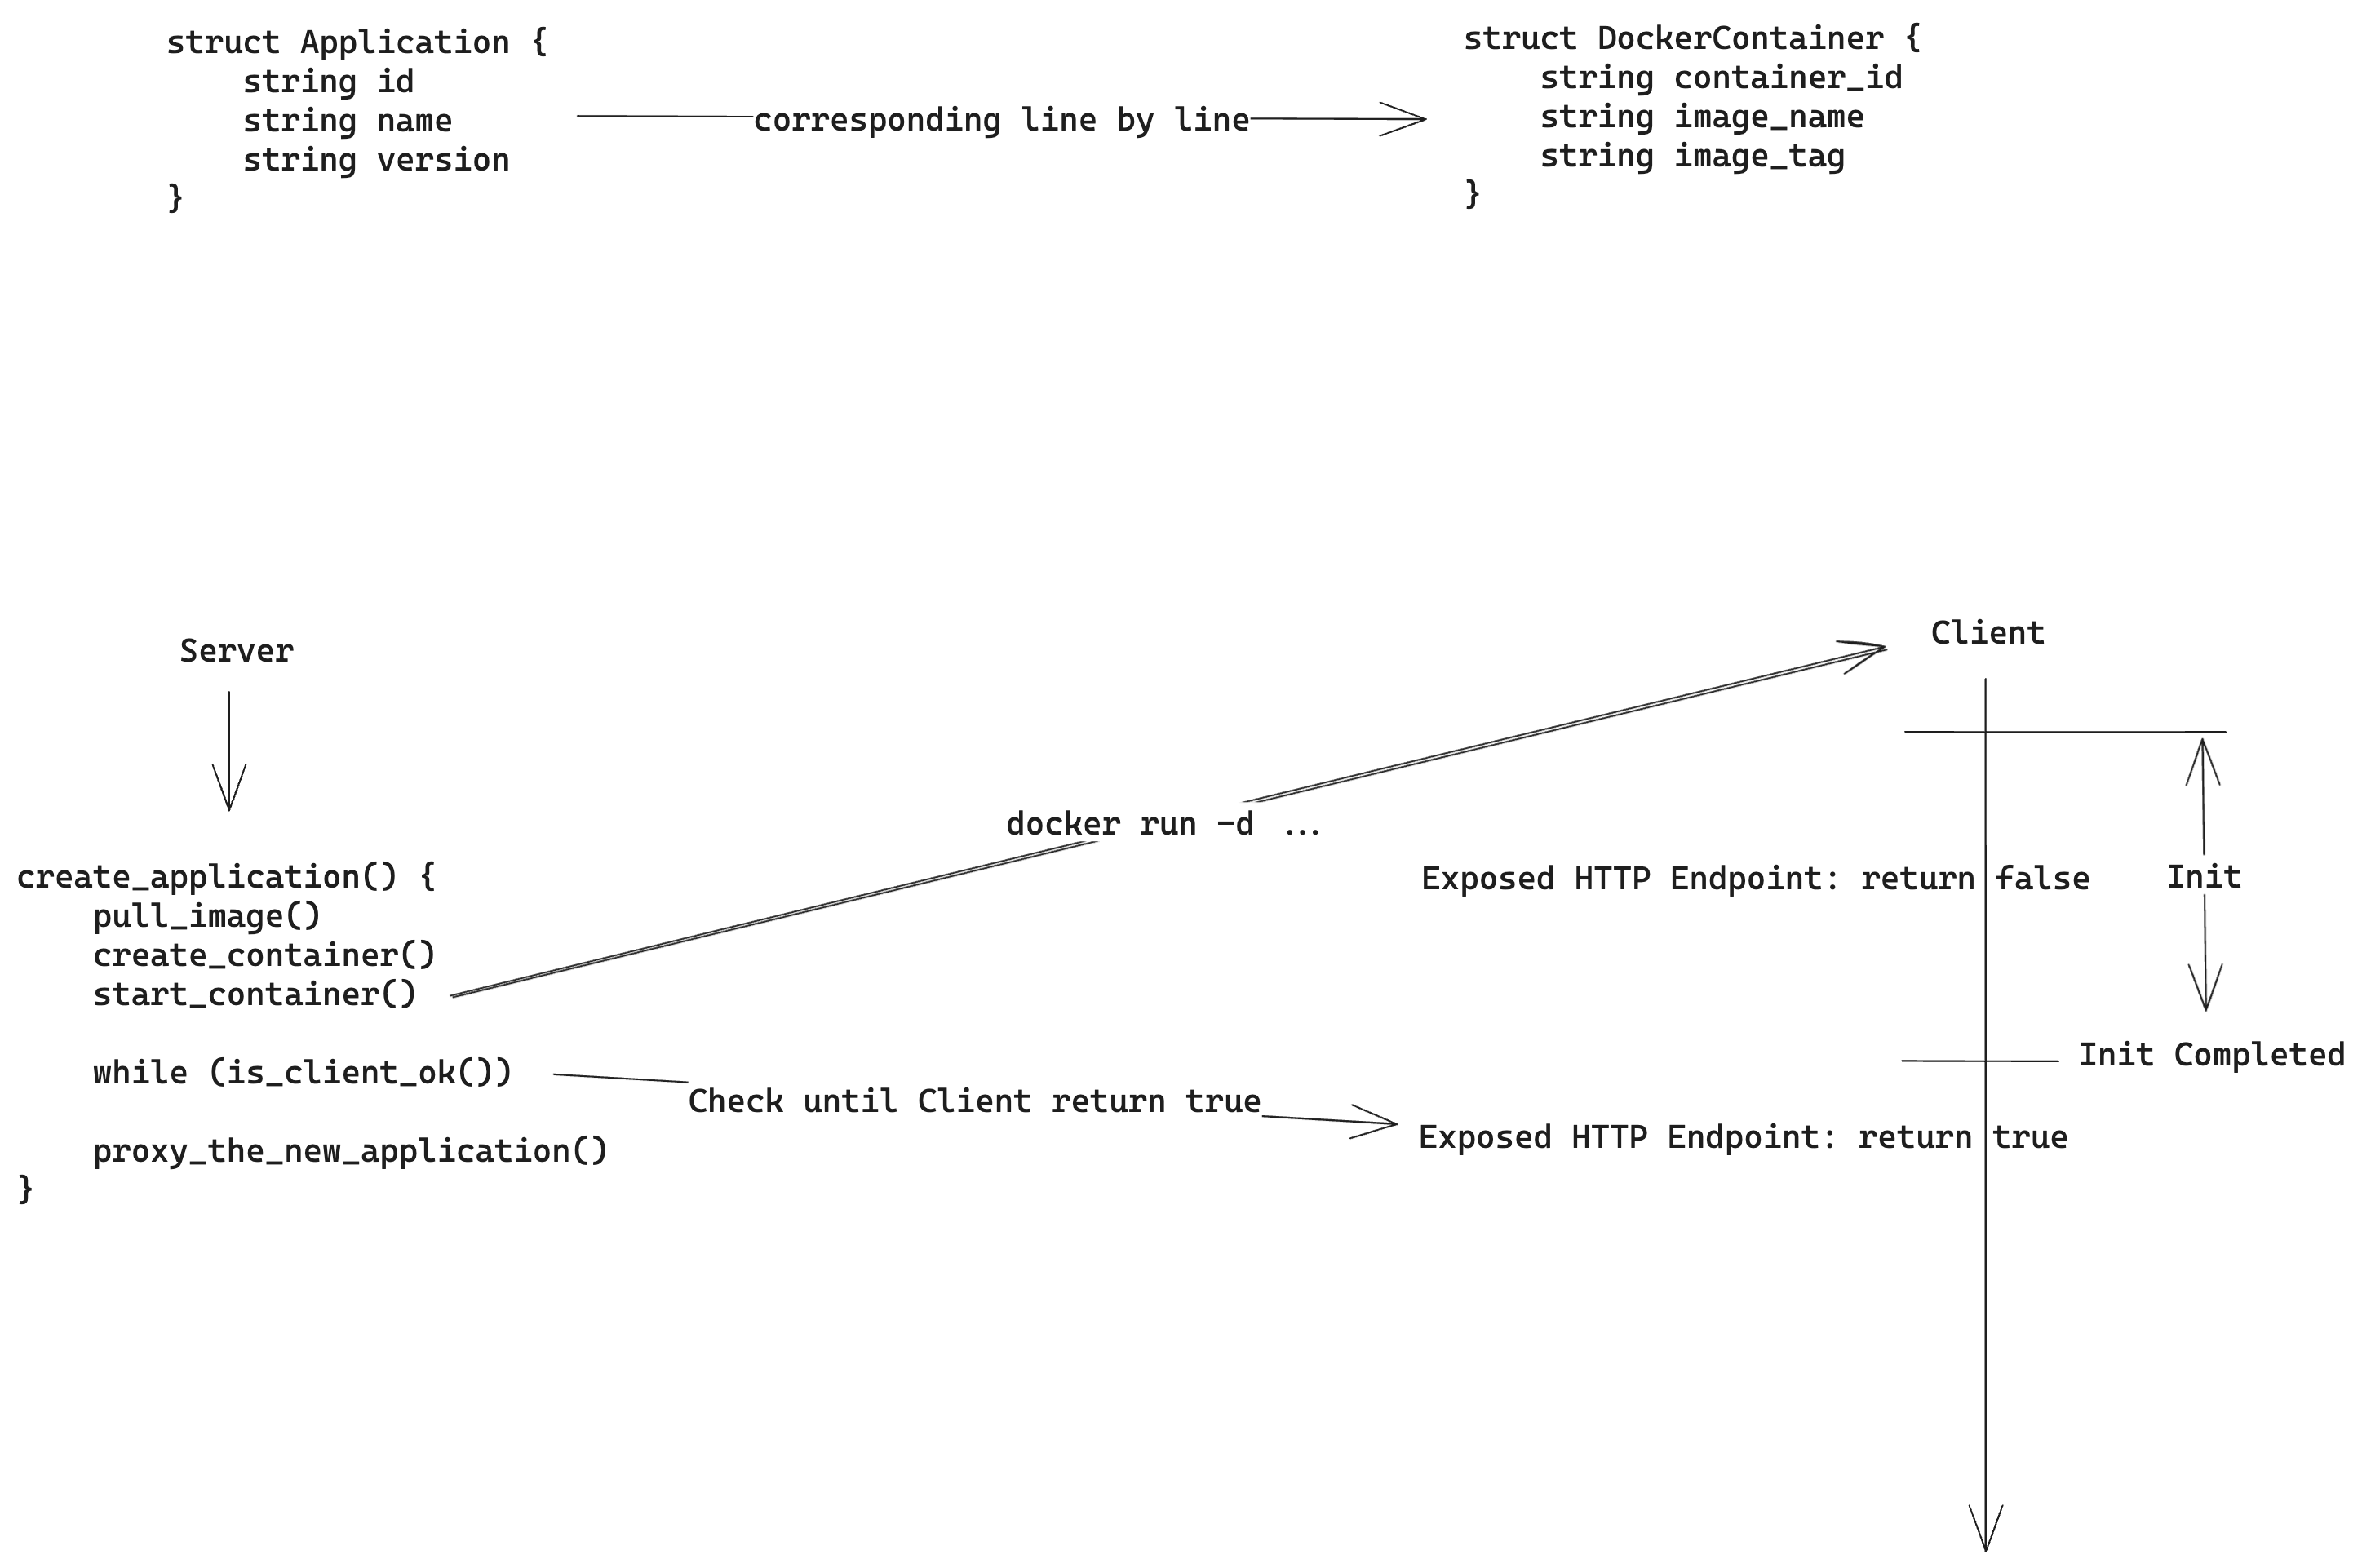 struct Application {
    string id
    string name
    string version
}
corresponding line by line
struct DockerContainer {
    string container_id
    string image_name
    string image_tag
}
Server
create_application() {
    pull_image()
    create_container()
    start_container()
    while (is_client_ok())
    proxy_the_new_application()
}
docker run -d ...
Check until Client return true
Client
Exposed HTTP Endpoint: return false
Init
Init Completed
Exposed HTTP Endpoint: return true